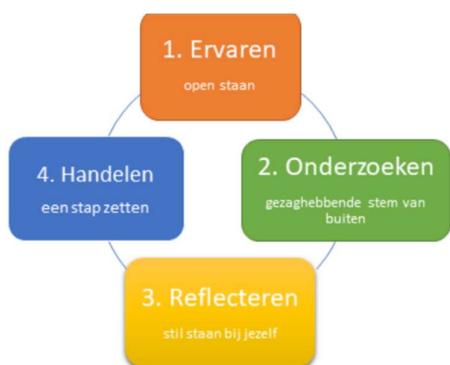 1. Ervaren
open staan
2. Onderzoeken
gezaghebbende stem van
buiten
3. Reflecteren
stil staan bij jezelf
4. Handelen
een stap zetten